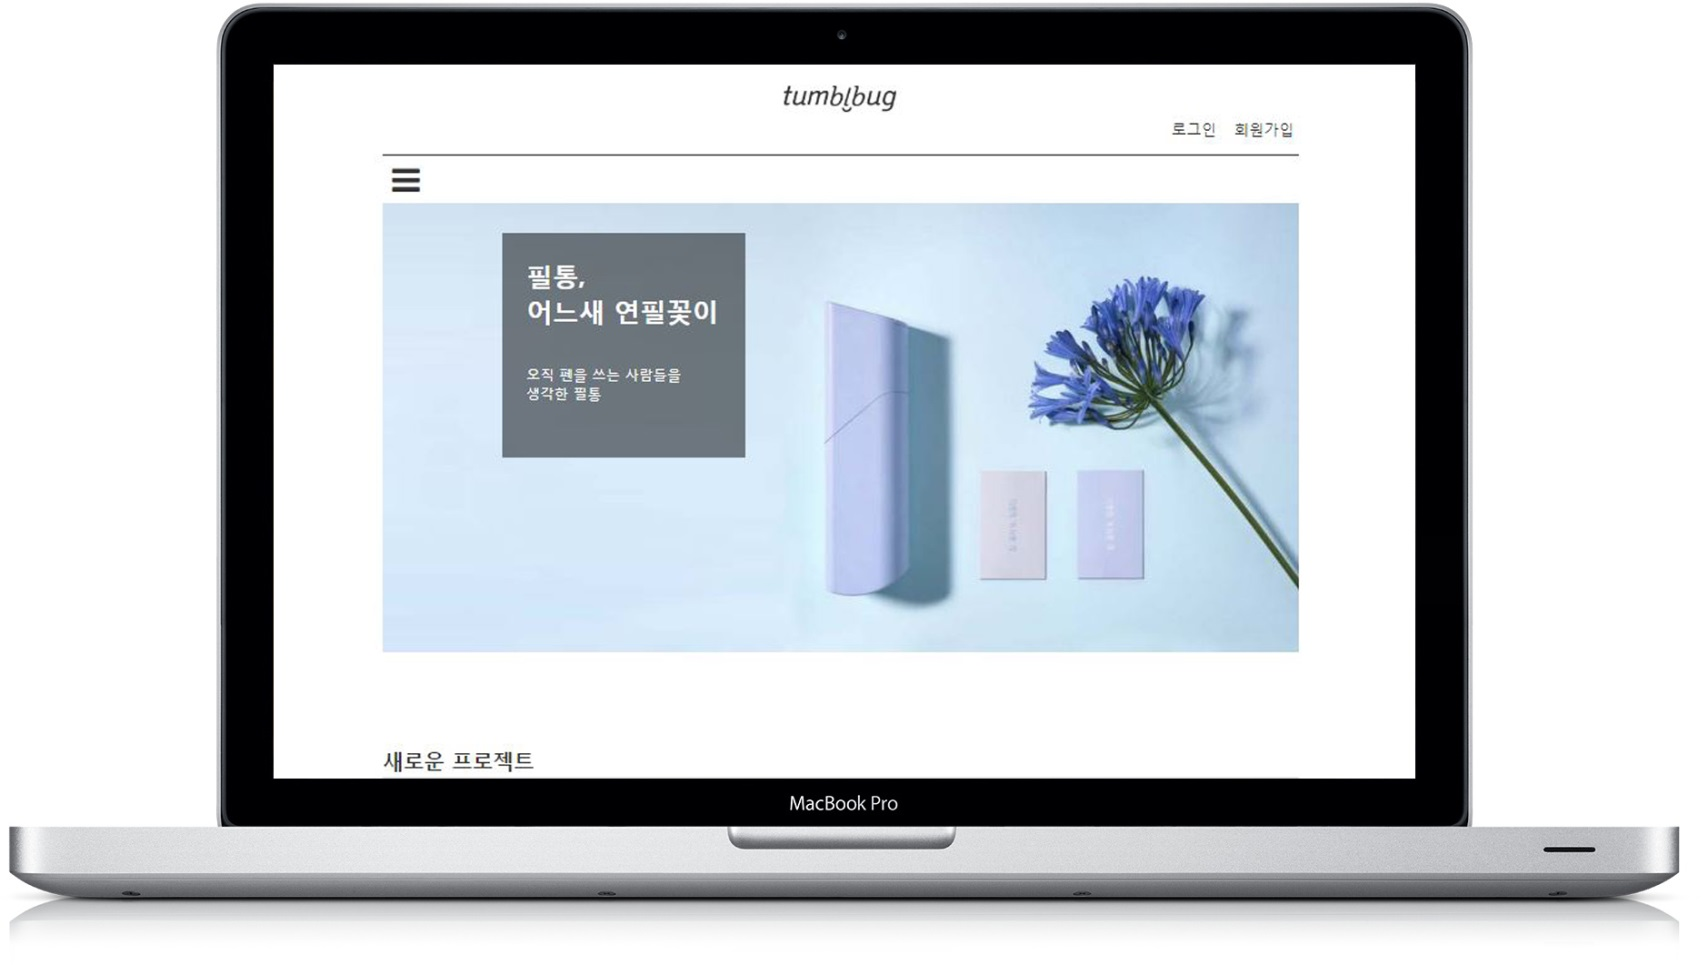 tumblbug
로그인 회원가입
필통,
어느새 연필꽃이
오직 펜을 쓰는 사람들을
생각한 필통
새로운 프로젝트
MacBook Pro